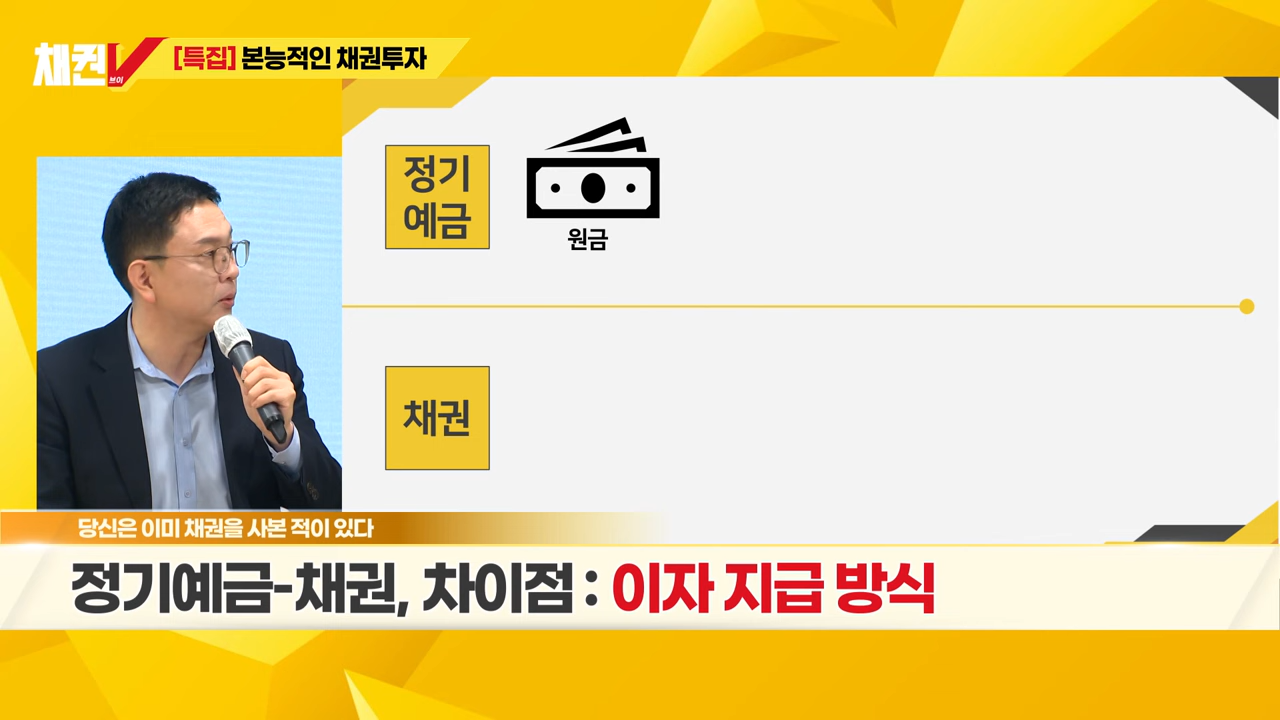 채권V
브이
[특집] 본능적인 채권투자
정기
예금
원금
채권
당신은 이미 채권을 사본 적이 있다
정기예금-채권, 차이점 : 이자 지급 방식